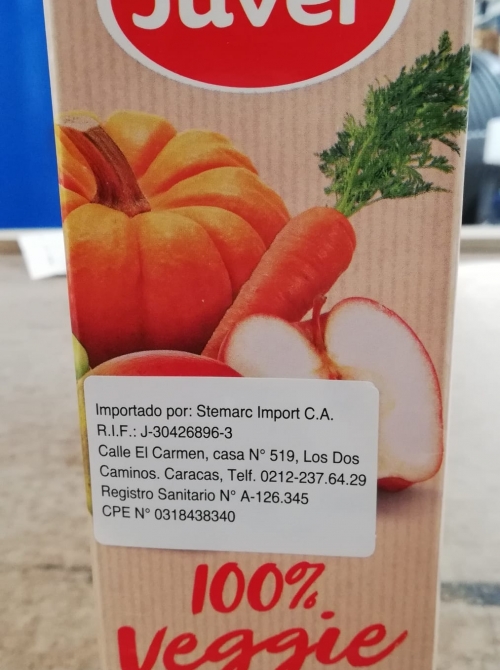 Juver
Importado por: Stemarc Import C.A.
R.I.F.: J-30426896-3
Calle El Carmen, casa N° 519, Los Dos
Caminos. Caracas, Telf. 0212-237.64.29
Registro Sanitario N° A-126.345
CPE N° 0318438340
100%
Veggie